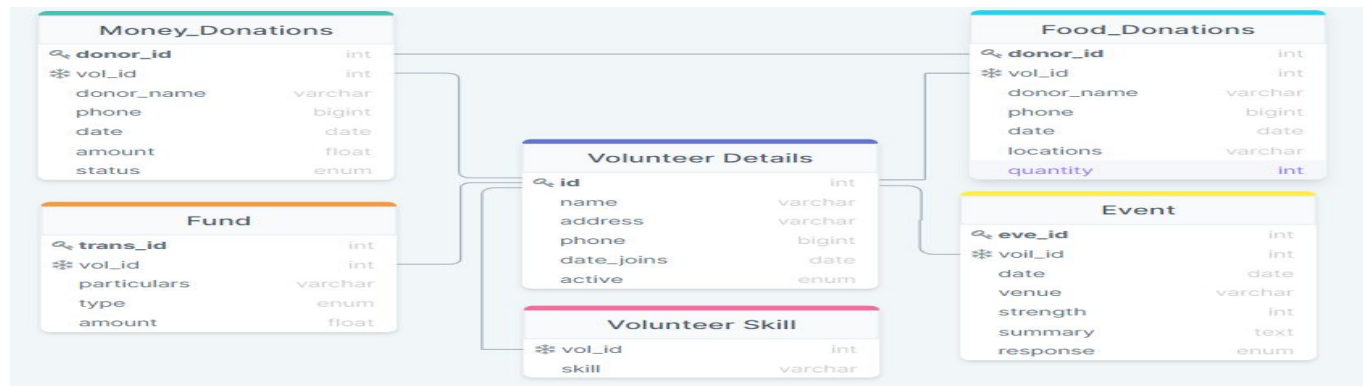 Money_Donations
donor_id int
vol_id int
donor_name varchar
phone bigint
date date
amount float
status enum
Fund
trans_id int
vol_id int
particulars varchar
type enum
amount float
Volunteer Details
id int
name varchar
address varchar
phone bigint
date_joins date
active enum
Volunteer Skill
vol_id int
skill varchar
Food_Donations
donor_id int
vol_id int
donor_name varchar
phone bigint
date date
locations varchar
quantity int
Event
eve_id int
voil_id int
date date
venue varchar
strength int
summary text
response enum